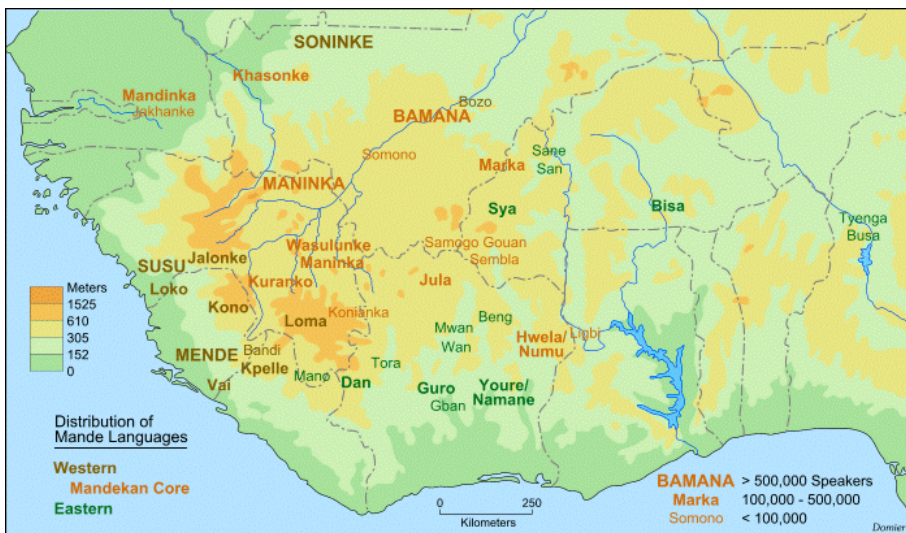 SONINKE
Khasonke
Mandinka
Jakhanke
Bozo
BAMANA
Somono
Marka
Sane
San
MANINKA
Sya
Bisa
Tyenga
Busa
Wasulunke
Maninka
Samogo Gouan
Sembla
Jalonke
SUSU
Kuranko
Jula
Loko
Kono
Loma
Konianka
Beng
Mwan
Wan
Hwela/
Numu
Ligbi
MENDE
Bandi
Kpelle
Mano
Tora
Dan
Vai
Guro
Gban
Youre/
Namane
Meters
1525
610
305
152
0
Distribution of
Mande Languages
Western
Mandekan Core
Eastern
0 250
Kilometers
BAMANA > 500,000 Speakers
Marka 100,000 - 500,000
Somono < 100,000
Domier